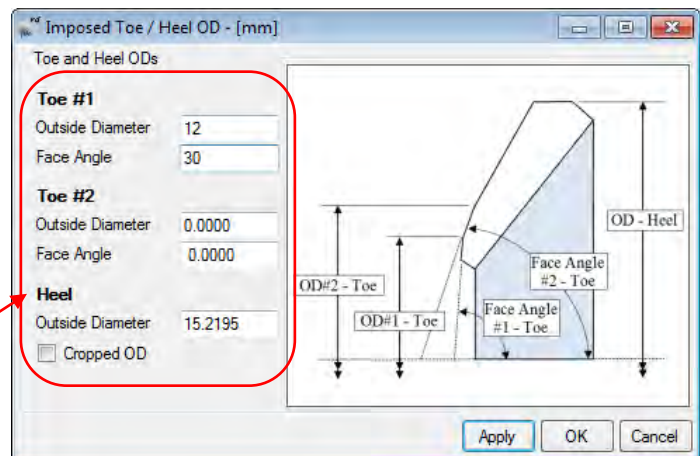 Imposed Toe / Heel OD - [mm]
Toe and Heel ODs
Toe #1
Outside Diameter 12
Face Angle 30
Toe #2
Outside Diameter 0.0000
Face Angle 0.0000
Heel
Outside Diameter 15.2195
Cropped OD
OD - Heel
Face Angle
#2 - Toe
OD#2 - Toe
Face Angle
#1 - Toe
OD#1 - Toe
Apply OK Cancel